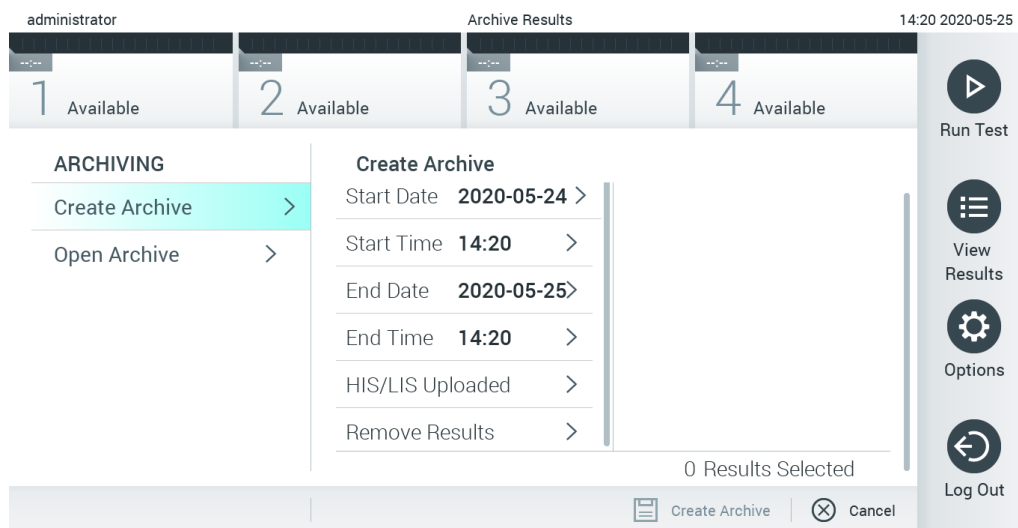 administrator
Archive Results
14:20 2020-05-25
--:--
--:--
--:--
--:--
1 Available
2 Available
3 Available
4 Available
Run Test
ARCHIVING
Create Archive
Open Archive
Create Archive
Start Date 2020-05-24
Start Time 14:20
End Date 2020-05-25
End Time 14:20
HIS/LIS Uploaded
Remove Results
0 Results Selected
View
Results
Options
Log Out
Create Archive
Cancel